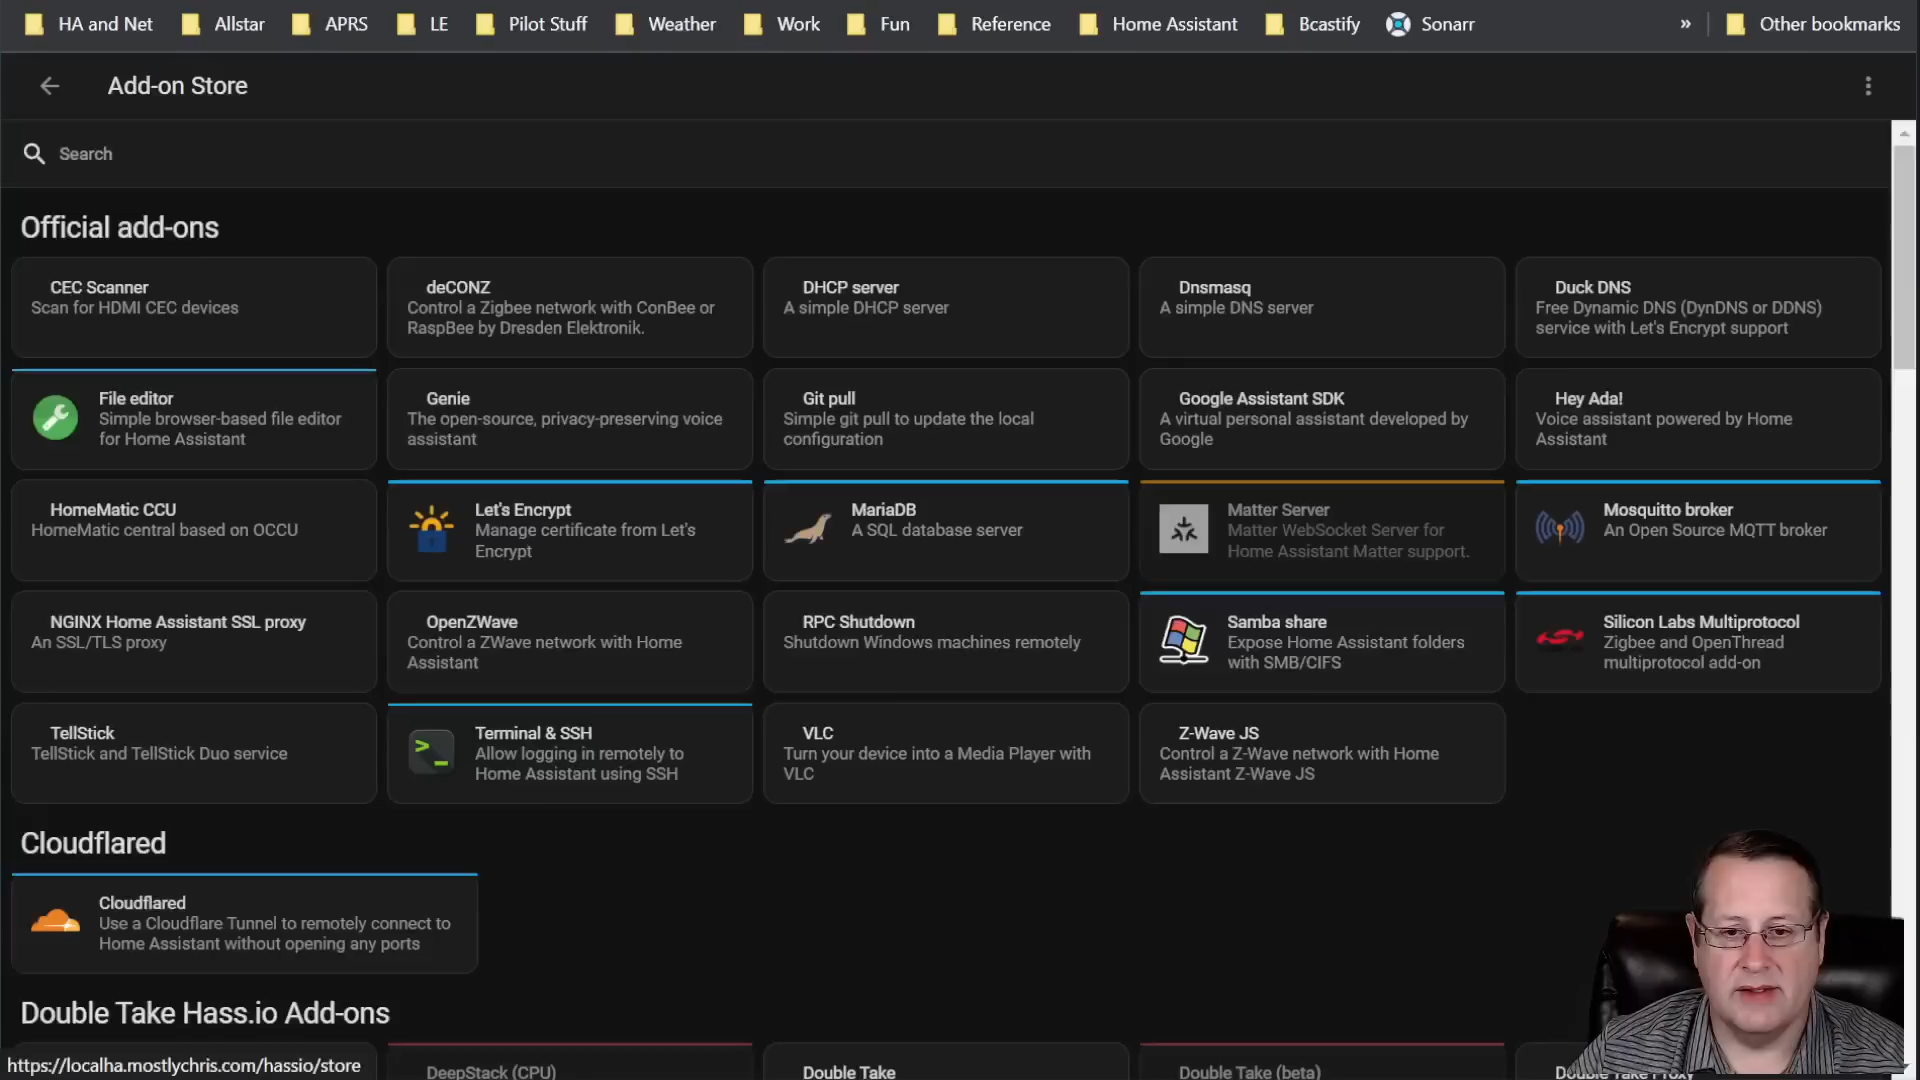 HA and Net
Allstar
APRS
LE
Pilot Stuff
Weather
Work
Fun
Reference
Home Assistant
Bcastify
Sonarr
»
Other bookmarks
Add-on Store
Search
Official add-ons
CEC Scanner
Scan for HDMI CEC devices
deCONZ
Control a Zigbee network with ConBee or
RaspBee by Dresden Elektronik.
DHCP server
A simple DHCP server
Dnsmasq
A simple DNS server
Duck DNS
Free Dynamic DNS (DynDNS or DDNS)
service with Let's Encrypt support
File editor
Simple browser-based file editor
for Home Assistant
Genie
The open-source, privacy-preserving voice
assistant
Git pull
Simple git pull to update the local
configuration
Google Assistant SDK
A virtual personal assistant developed by
Google
Hey Ada!
Voice assistant powered by Home
Assistant
HomeMatic CCU
HomeMatic central based on OCCU
Let's Encrypt
Manage certificate from Let's
Encrypt
MariaDB
A SQL database server
Matter Server
Matter WebSocket Server for
Home Assistant Matter support.
Mosquitto broker
An Open Source MQTT broker
NGINX Home Assistant SSL proxy
An SSL/TLS proxy
OpenZWave
Control a ZWave network with Home
Assistant
RPC Shutdown
Shutdown Windows machines remotely
Samba share
Expose Home Assistant folders
with SMB/CIFS
Silicon Labs Multiprotocol
Zigbee and OpenThread
multiprotocol add-on
TellStick
TellStick and TellStick Duo service
Terminal & SSH
Allow logging in remotely to
Home Assistant using SSH
VLC
Turn your device into a Media Player with
VLC
Z-Wave JS
Control a Z-Wave network with Home
Assistant Z-Wave JS
Cloudflared
Cloudflared
Use a Cloudflare Tunnel to remotely connect to
Home Assistant without opening any ports
Double Take Hass.io Add-ons
https://localha.mostlychris.com/hassio/store
DeepStack (CPU)
Double Take
Double Take (beta)